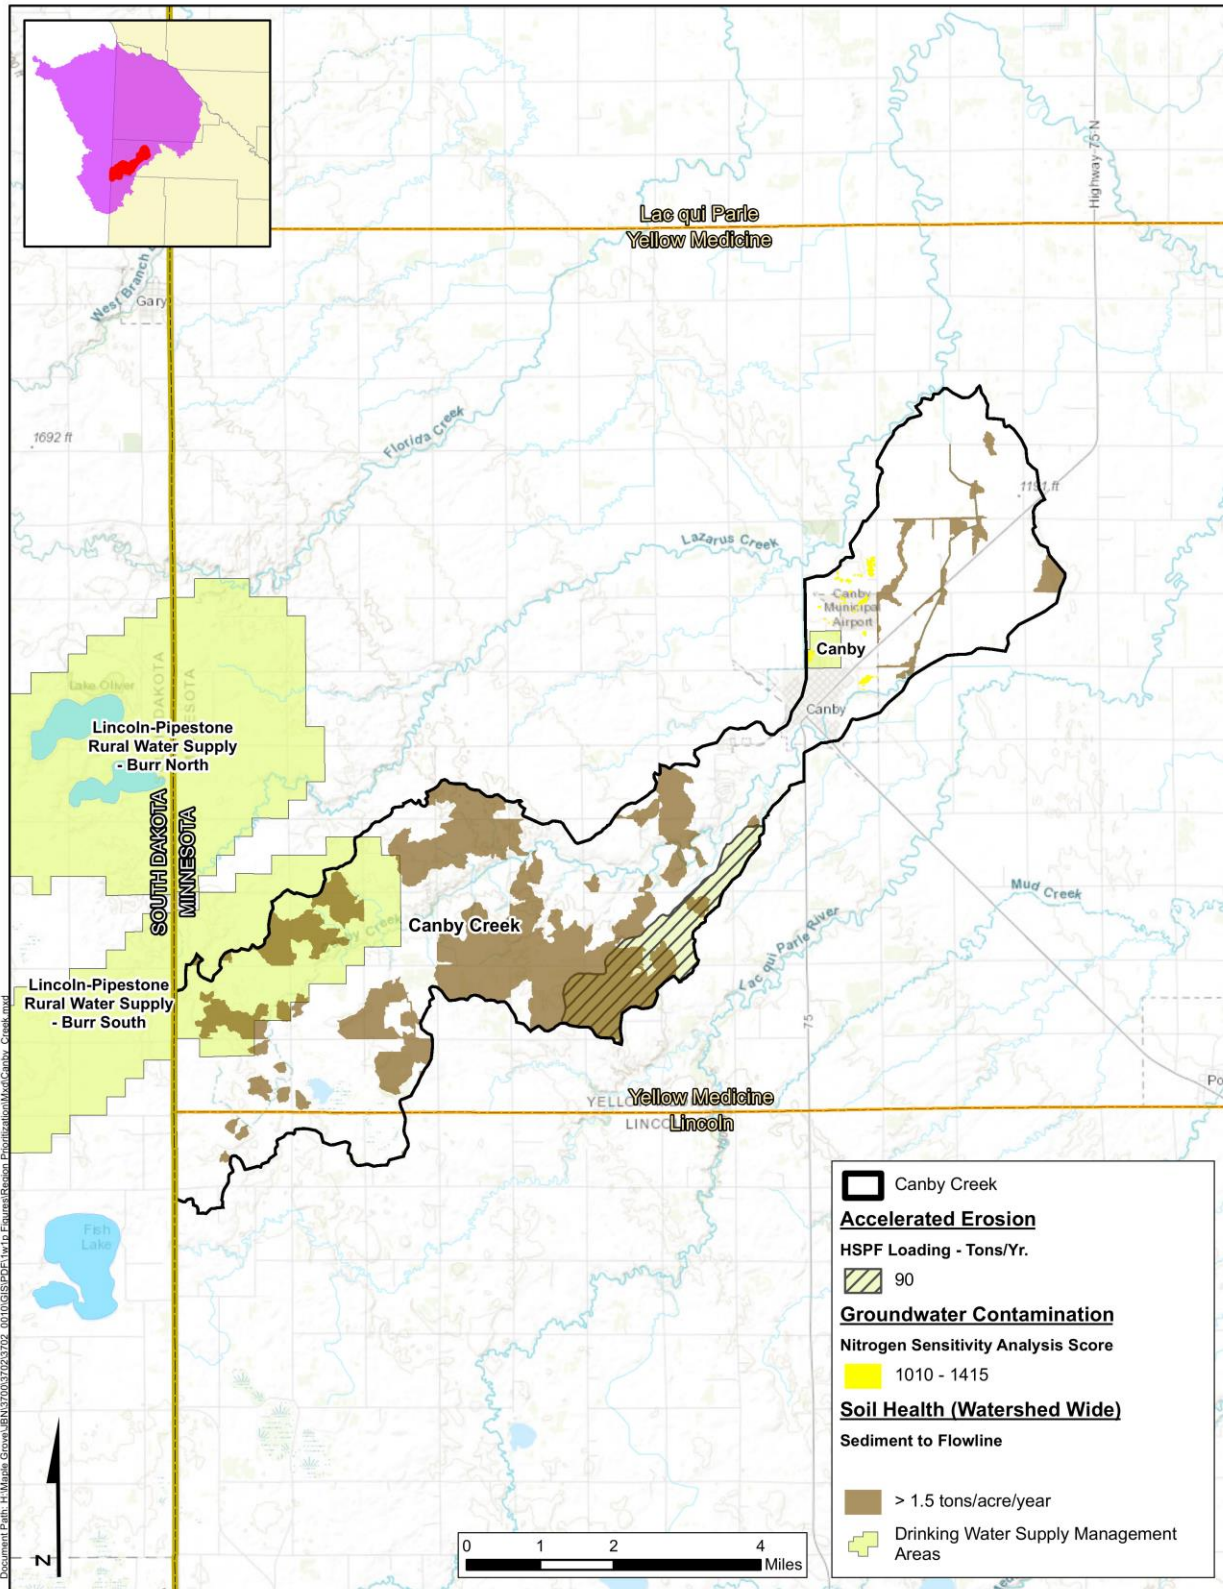 Lac qui Parle
Yellow Medicine
Highway 75 N
West Branch
Gary
Florida Creek
1692 ft
1191 ft
Lazarus Creek
Canby
Municipal
Airport
Canby
Canby
Lake Oliver
SOUTH DAKOTA
MINNESOTA
Lincoln-Pipestone
Rural Water Supply
- Burr North
Mud Creek
Canby Creek
Lac qui Parle River
Lincoln-Pipestone
Rural Water Supply
- Burr South
75
Yellow Medicine
Lincoln
LINCO
Fish
Lake
Canby Creek
Accelerated Erosion
HSPF Loading - Tons/Yr.
90
Groundwater Contamination
Nitrogen Sensitivity Analysis Score
1010 - 1415
Soil Health (Watershed Wide)
Sediment to Flowline
> 1.5 tons/acre/year
Drinking Water Supply Management
Areas
N
0 1 2 4
Miles